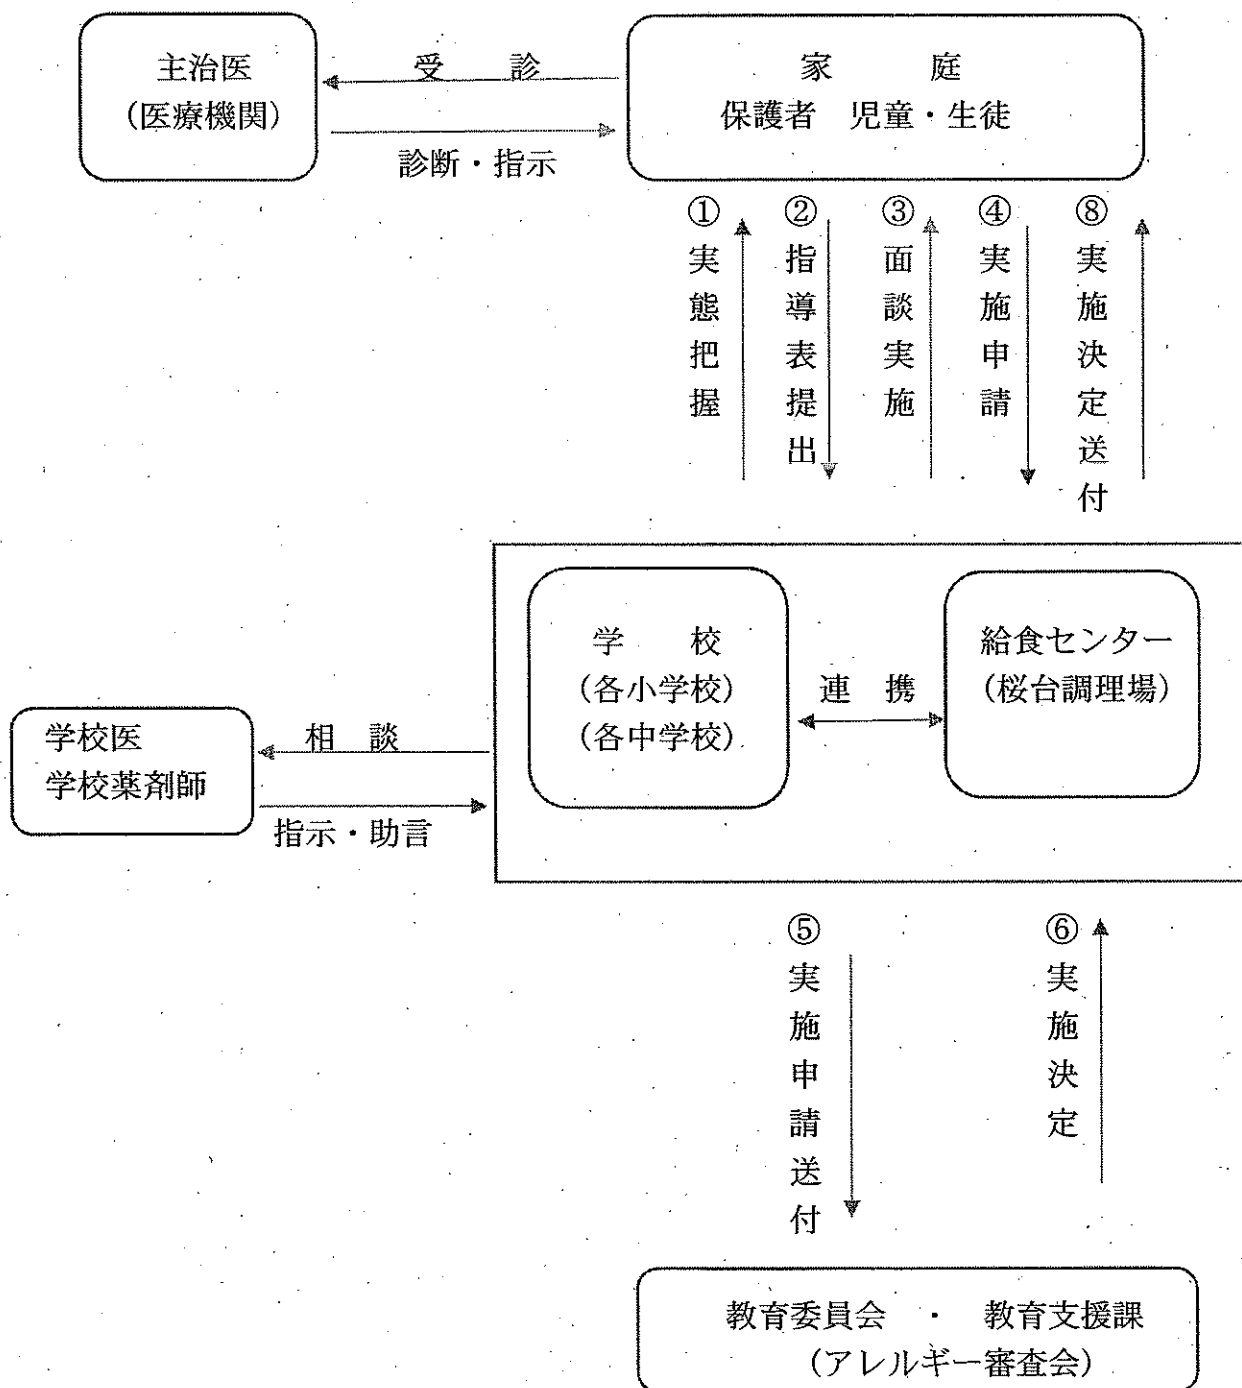 主治医
(医療機関)
受 診
診断・指示
家 庭
保護者 児童・生徒
①実態把握
②指導表提出
③面談実施
④実施申請
⑧実施決定送付
学 校
(各小学校)
(各中学校)
連 携
給食センター
(桜台調理場)
学校医
学校薬剤師
相 談
指示・助言
⑤実施申請送付
⑥実施決定
教育委員会 ・ 教育支援課
(アレルギー審査会)